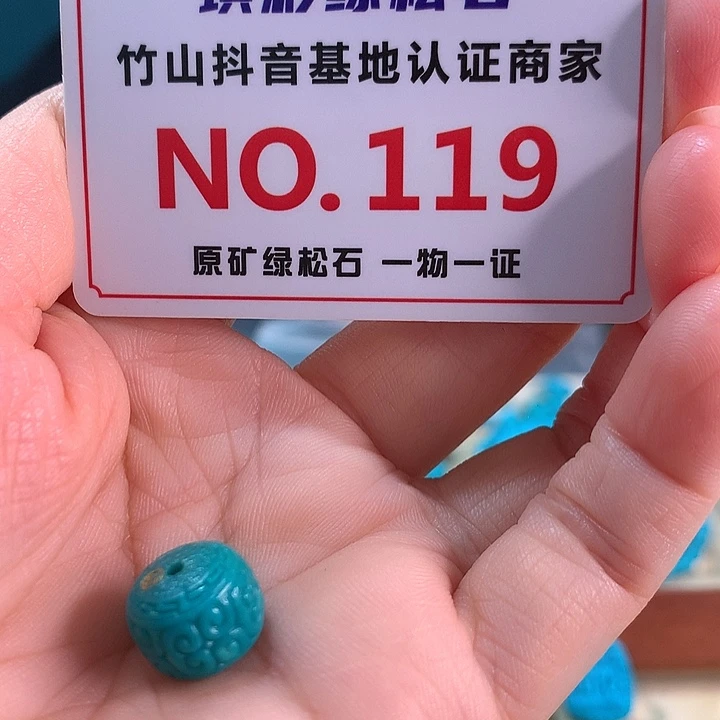 竹山抖音基地认证商家
NO.119
原矿绿松石 一物一证